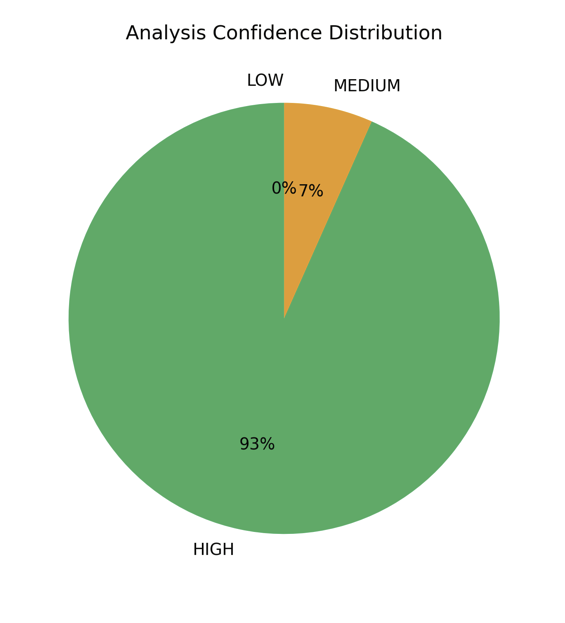 Analysis Confidence Distribution
LOW
MEDIUM
0%
7%
93%
HIGH